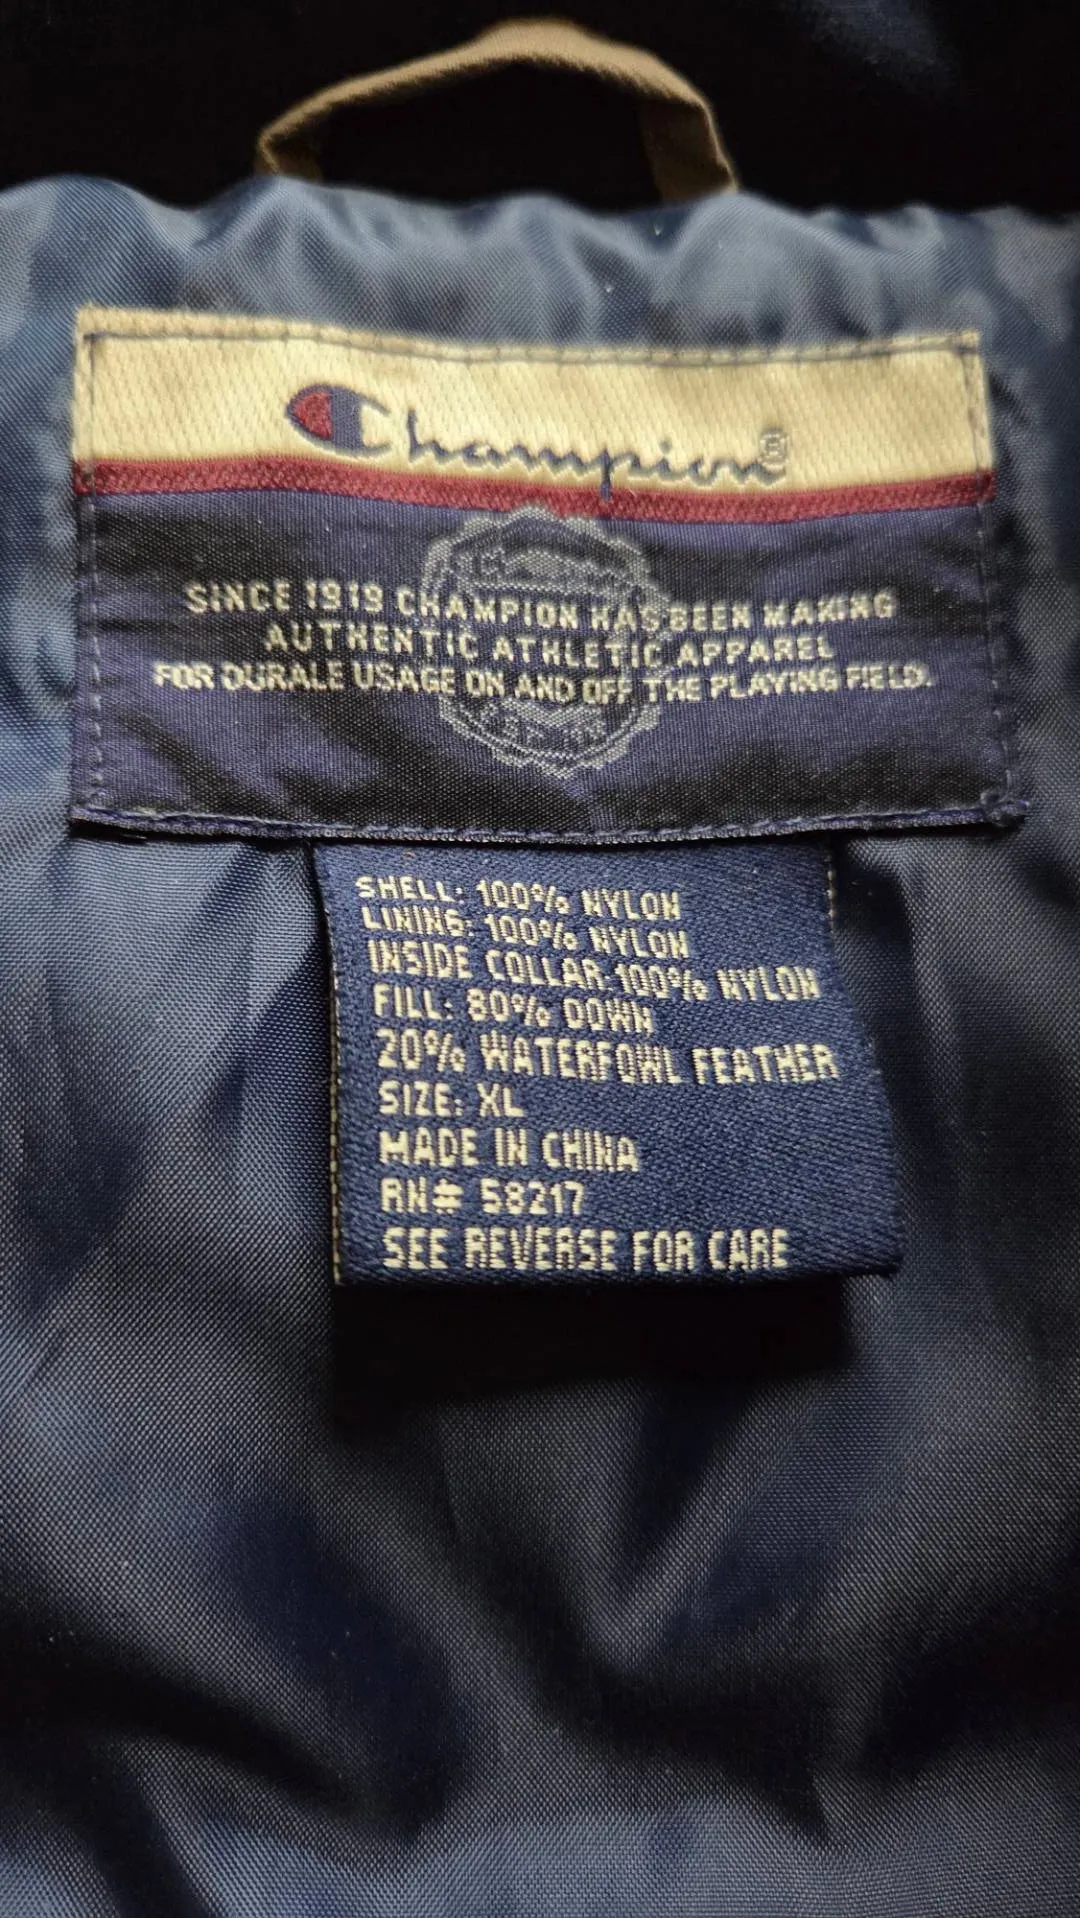 Champion®
SINCE 1919 CHAMPION HAS BEEN MAKING
AUTHENTIC ATHLETIC APPAREL
FOR DURALE USAGE ON AND OFF THE PLAYING FIELD.
SHELL: 100% NYLON
LINING: 100% NYLON
INSIDE COLLAR: 100% NYLON
FILL: 80% DOWN
20% WATERFOWL FEATHER
SIZE: XL
MADE IN CHINA
RN# 58217
SEE REVERSE FOR CARE